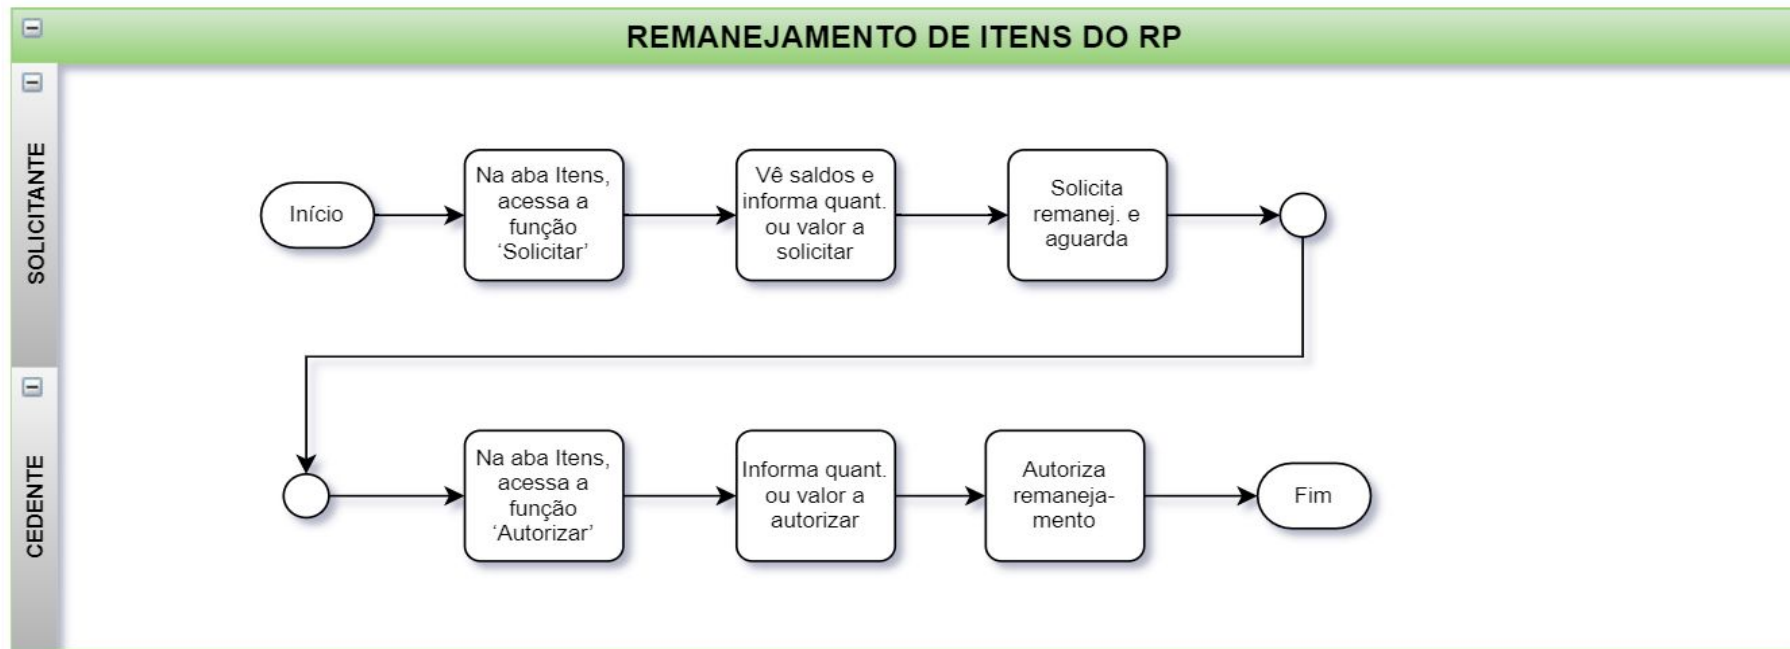 REMANEJAMENTO DE ITENS DO RP
SOLICITANTE
Início
Na aba Itens,
acessa a
função
‘Solicitar’
Vê saldos e
informa quant.
ou valor a
solicitar
Solicita
remanej. e
aguarda
CEDENTE
Na aba Itens,
acessa a
função
‘Autorizar’
Informa quant.
ou valor a
autorizar
Autoriza
remaneja-
mento
Fim